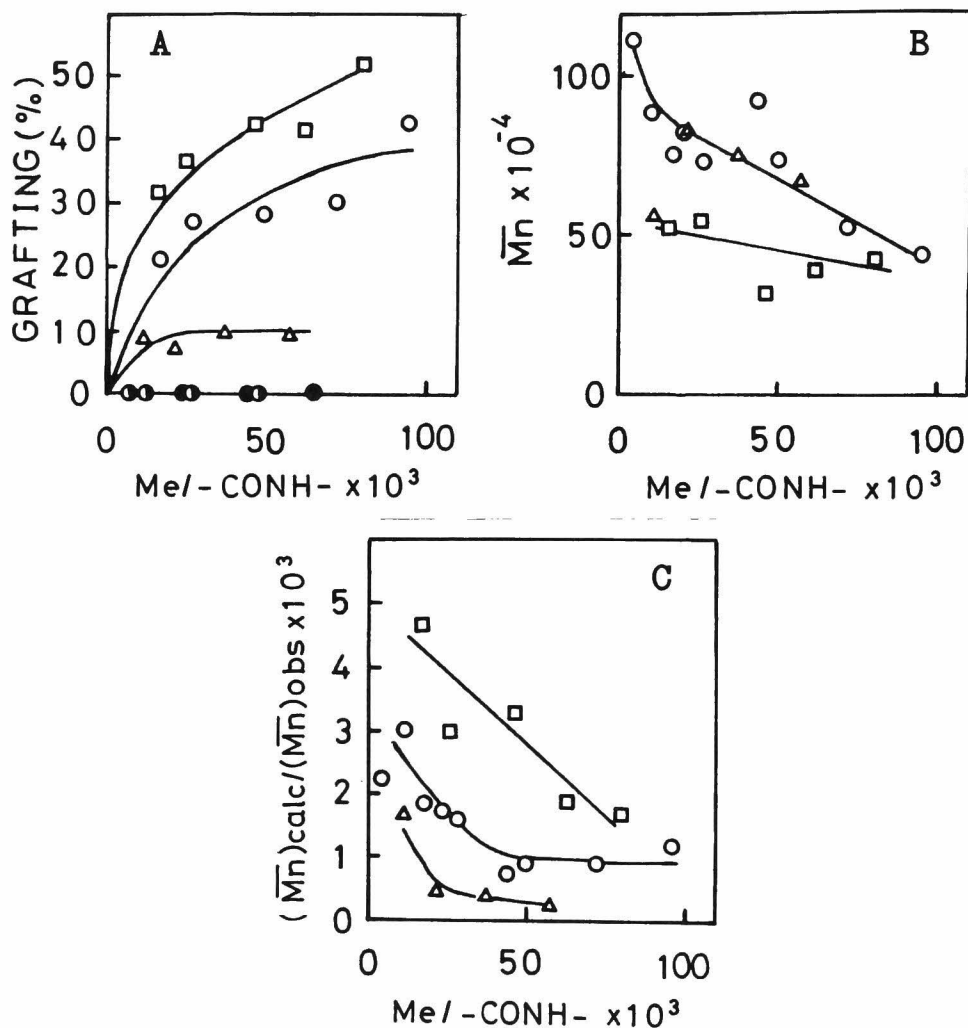 A
GRAFTING (%)
50
40
30
20
10
0
0 50 100
Me/-CONH- x10³
B
M̅n x10⁻⁴
100
50
0
0 50 100
Me/-CONH- x10³
C
(M̅n)calc/(M̅n)obs x10³
5
4
3
2
1
0
0 50 100
Me/-CONH- x10³